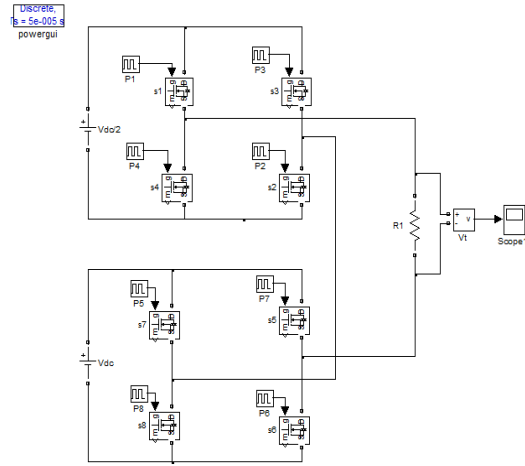 Discrete,
Ts = 5e-005 s
powergui
P1
P3
s1
s3
Vdc/2
P4
P2
s4
s2
R1
+
-
v
Vt
Scope1
P5
P7
s7
s5
Vdc
P8
P6
s8
s6